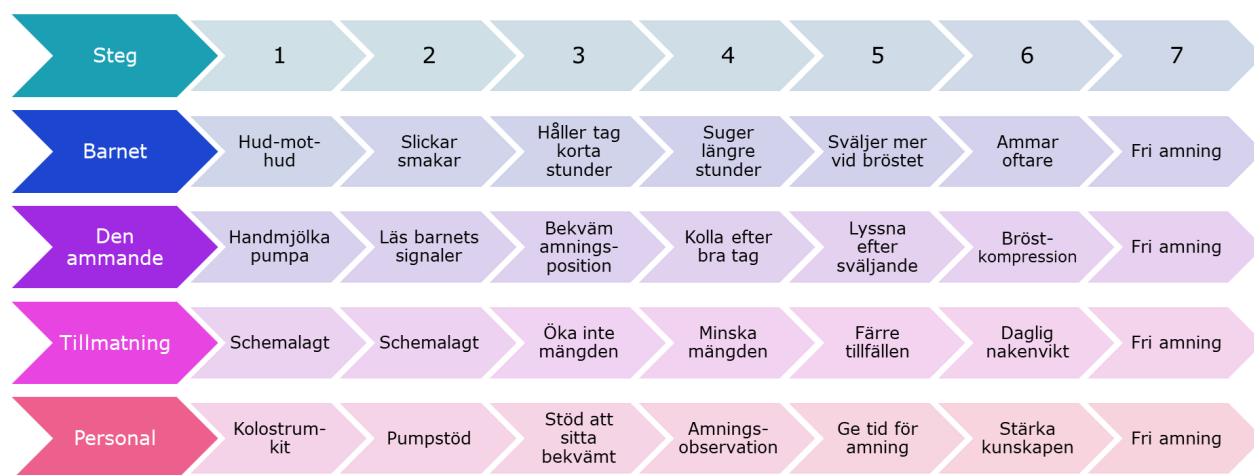 Steg
1
2
3
4
5
6
7
Barnet
Hud-mot-
hud
Slickar
smakar
Håller tag
korta
stunder
Suger
längre
stunder
Sväljer mer
vid bröstet
Ammar
oftare
Fri amning
Den
ammande
Handmjölka
pumpa
Läs barnets
signaler
Bekväm
amnings-
position
Kolla efter
bra tag
Lyssna
efter
sväljande
Bröst-
kompression
Fri amning
Tillmatning
Schemalagt
Schemalagt
Öka inte
mängden
Minska
mängden
Färre
tillfällen
Daglig
nakenvikt
Fri amning
Personal
Kolostrum-
kit
Pumpstöd
Stöd att
sitta
bekvämt
Amnings-
observation
Ge tid för
amning
Stärka
kunskapen
Fri amning